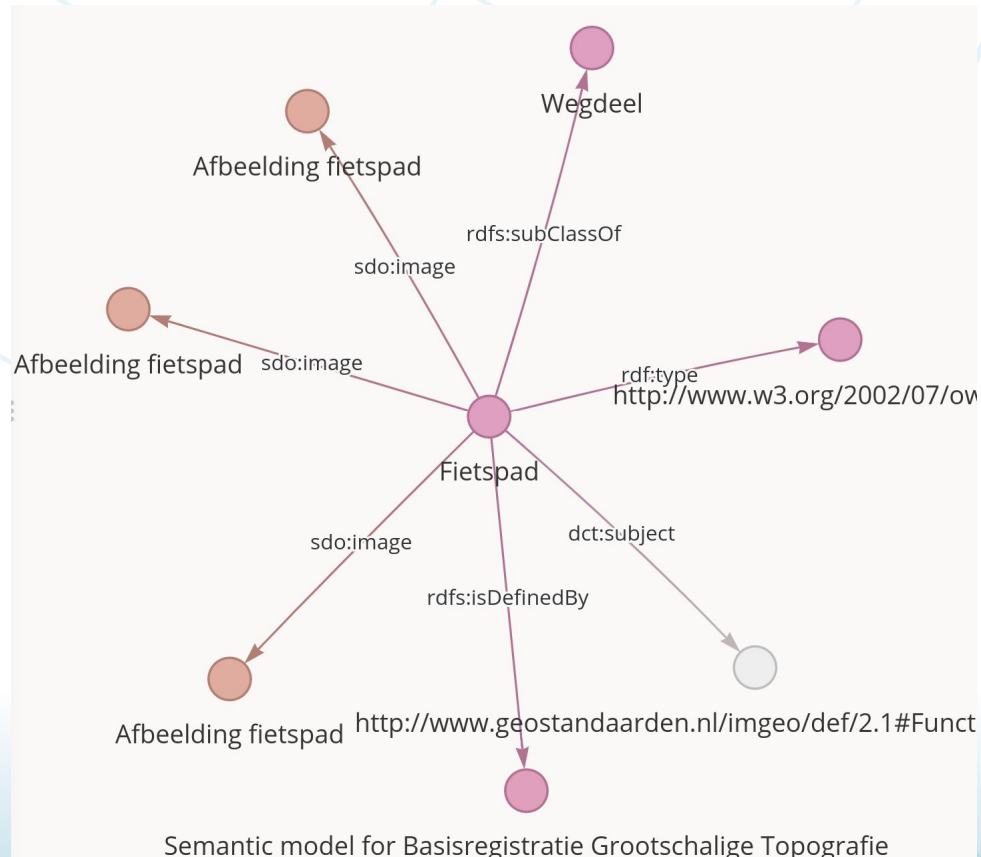 Wegdeel
Afbeelding fietspad
rdfs:subClassOf
sdo:image
Afbeelding fietspad
sdo:image
rdf:type
http://www.w3.org/2002/07/ow
Fietspad
sdo:image
dct:subject
rdfs:isDefinedBy
Afbeelding fietspad
http://www.geostandaarden.nl/imgeo/def/2.1#Funct
Semantic model for Basisregistratie Grootschalige Topografie